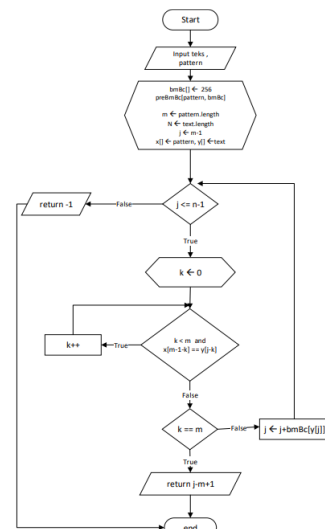 Start
Input teks ,
pattern
bmBc[] ← 256
preBmBc[pattern, bmBc]
m ← pattern.length
N ← text.length
j ← m-1
x[] ← pattern, y[] ←text
j <= n-1
False
return -1
True
k ← 0
k < m and
x[m-1-k] == y[j-k]
True
k++
False
k == m
False
j ← j+bmBc[y[j]]
True
return j-m+1
end